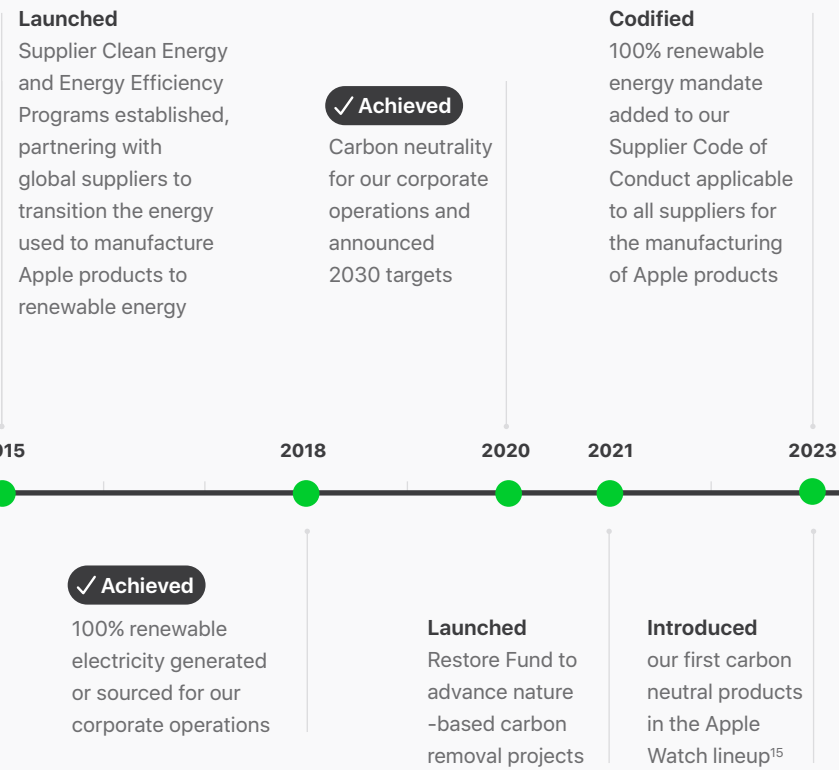 Launched
Supplier Clean Energy
and Energy Efficiency
Programs established,
partnering with
global suppliers to
transition the energy
used to manufacture
Apple products to
renewable energy
✓ Achieved
Carbon neutrality
for our corporate
operations and
announced
2030 targets
Codified
100% renewable
energy mandate
added to our
Supplier Code of
Conduct applicable
to all suppliers for
the manufacturing
of Apple products
015 2018 2020 2021 2023
✓ Achieved
100% renewable
electricity generated
or sourced for our
corporate operations
Launched
Restore Fund to
advance nature
-based carbon
removal projects
Introduced
our first carbon
neutral products
in the Apple
Watch lineup¹⁵